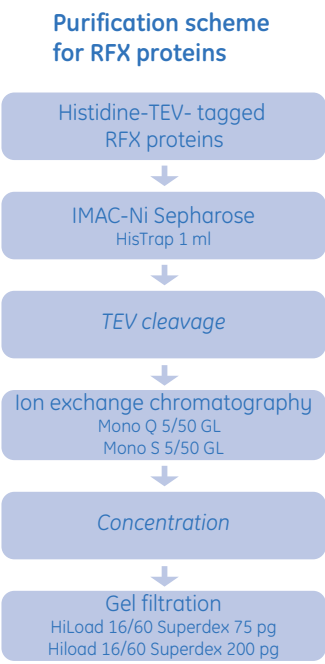 Purification scheme
for RFX proteins
Histidine-TEV- tagged
RFX proteins
IMAC-Ni Sepharose
HisTrap 1 ml
TEV cleavage
Ion exchange chromatography
Mono Q 5/50 GL
Mono S 5/50 GL
Concentration
Gel filtration
HiLoad 16/60 Superdex 75 pg
Hiload 16/60 Superdex 200 pg